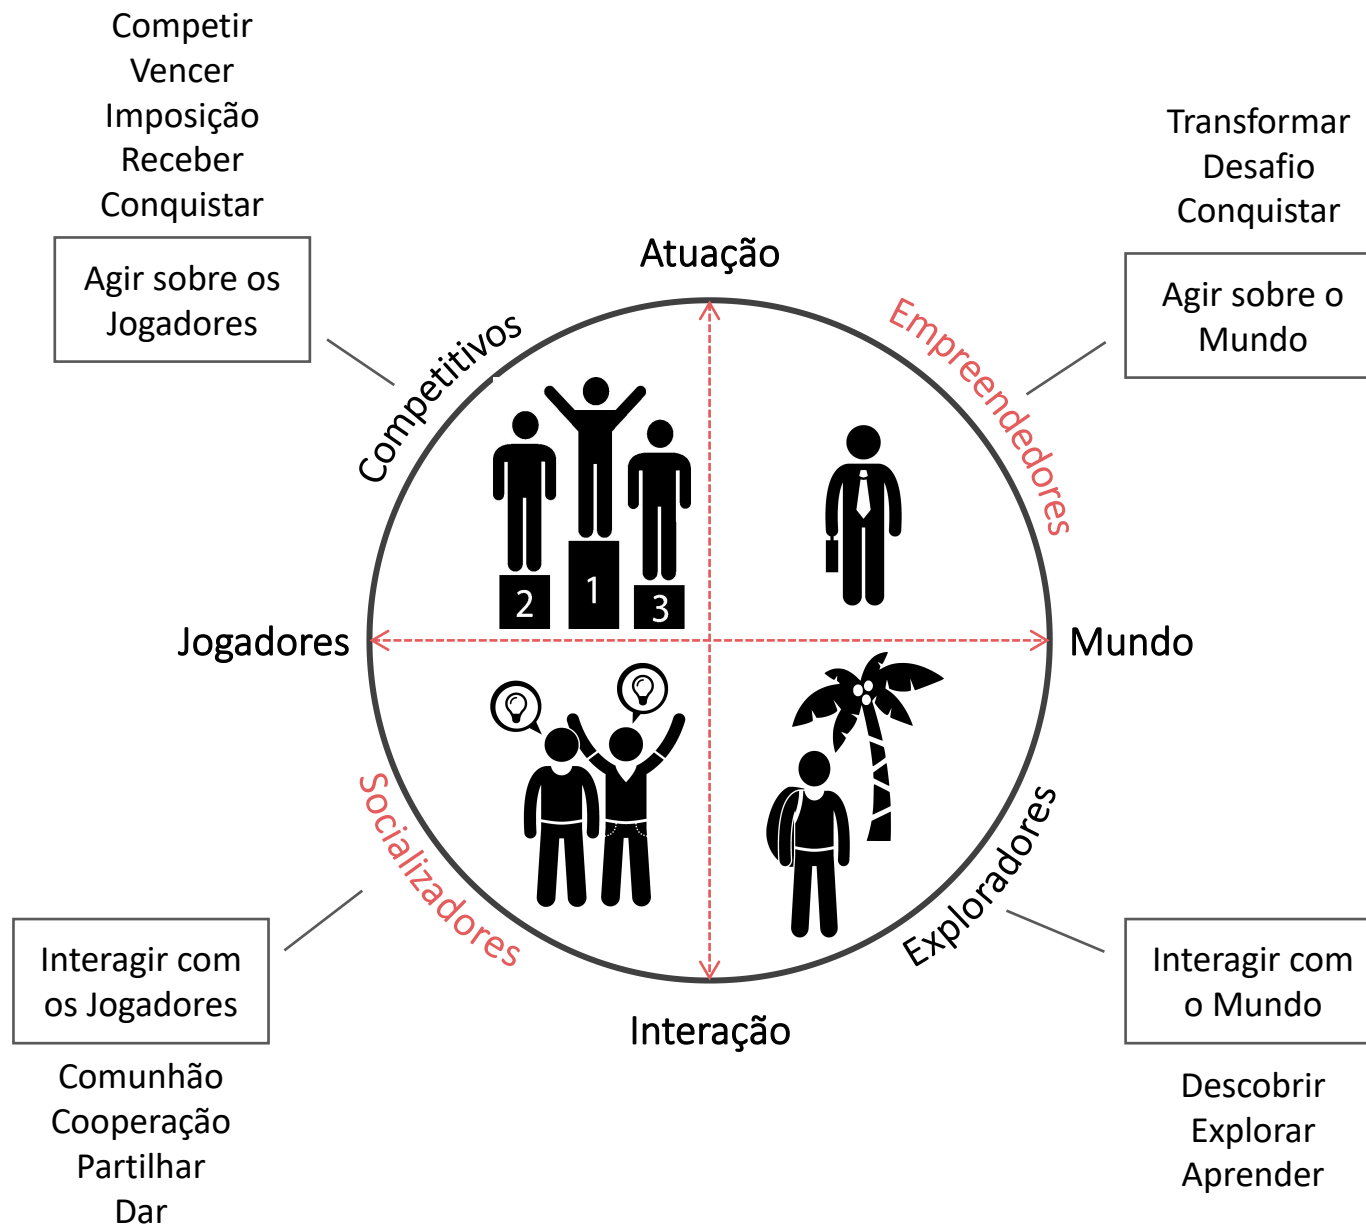 Competir
Vencer
Imposição
Receber
Conquistar
Agir sobre os
Jogadores
Transformar
Desafio
Conquistar
Agir sobre o
Mundo
Atuação
Competitivos
Empreendedores
2
1
3
Jogadores
Mundo
Socializadores
Exploradores
Interação
Interagir com
os Jogadores
Comunhão
Cooperação
Partilhar
Dar
Interagir com
o Mundo
Descobrir
Explorar
Aprender